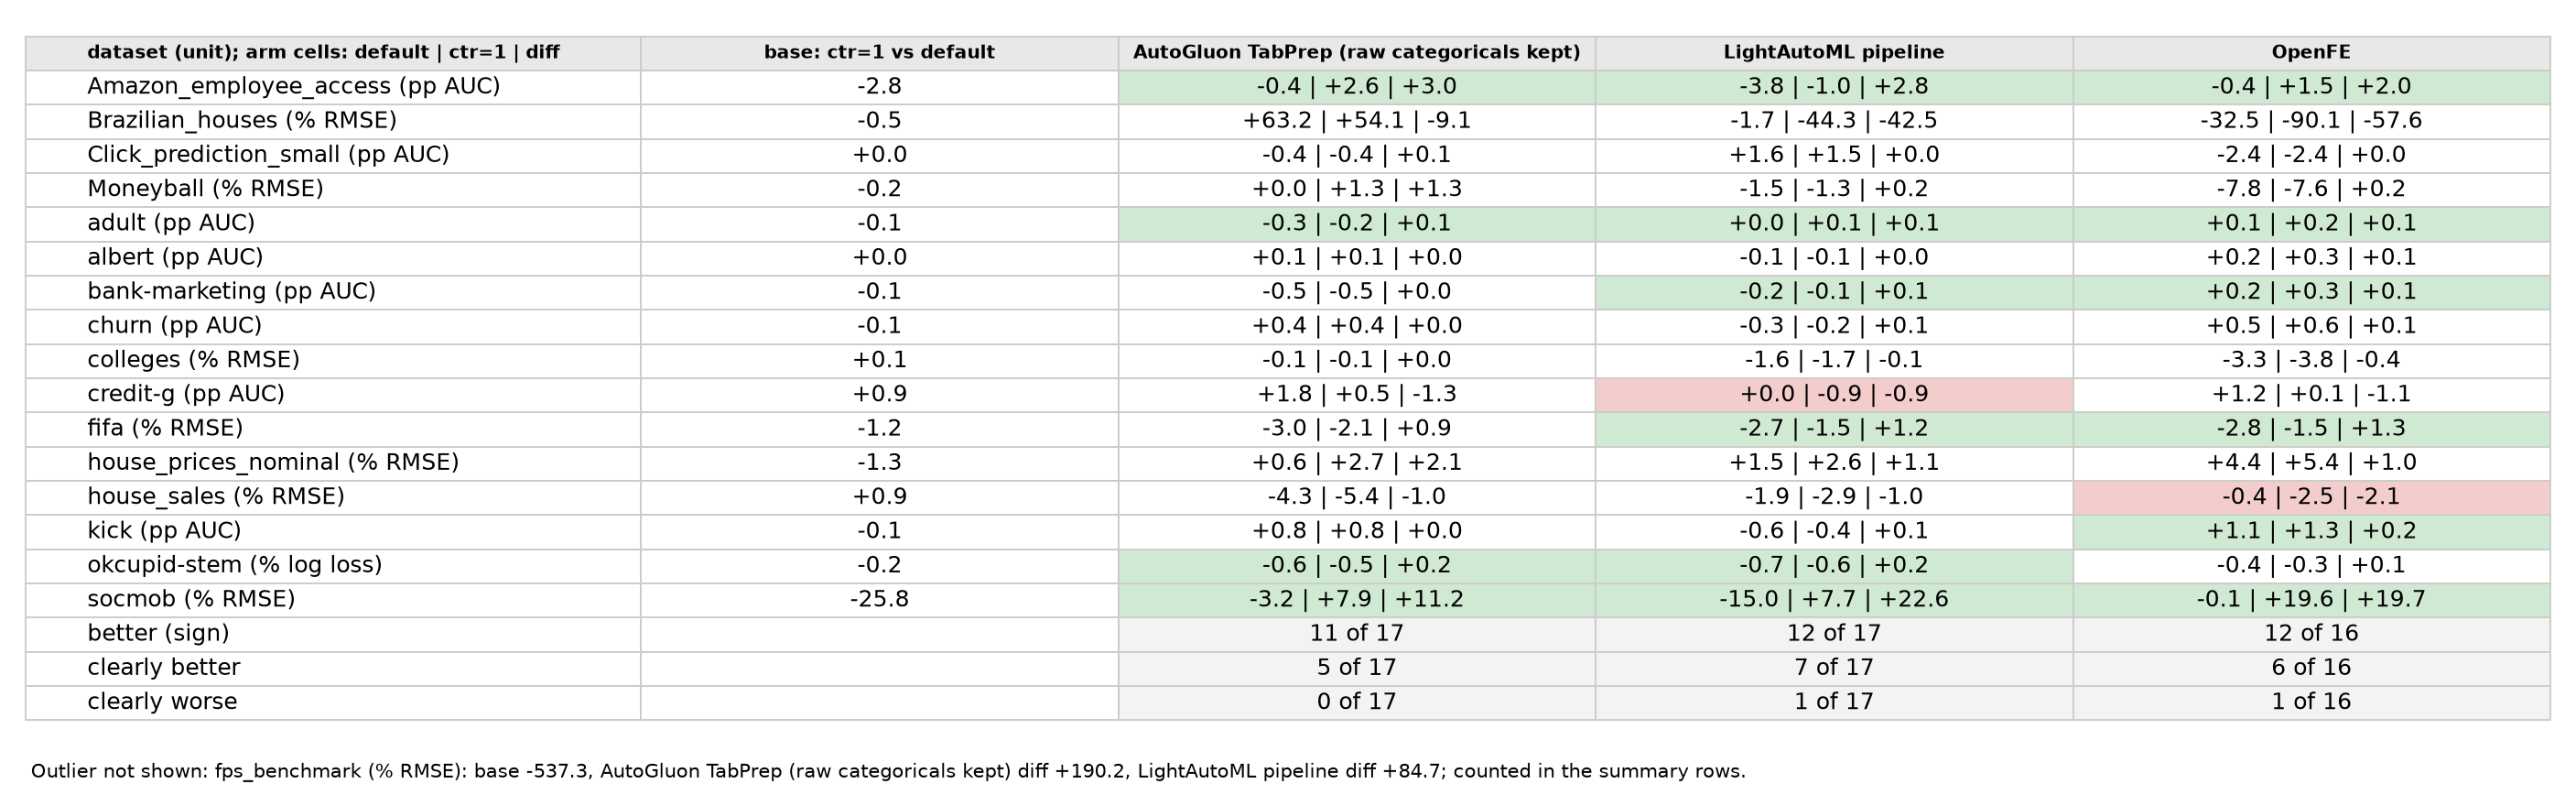 dataset (unit); arm cells: default | ctr=1 | diff base: ctr=1 vs default AutoGluon TabPrep (raw categoricals kept) LightAutoML pipeline OpenFE
Amazon_employee_access (pp AUC) -2.8 -0.4 | +2.6 | +3.0 -3.8 | -1.0 | +2.8 -0.4 | +1.5 | +2.0
Brazilian_houses (% RMSE) -0.5 +63.2 | +54.1 | -9.1 -1.7 | -44.3 | -42.5 -32.5 | -90.1 | -57.6
Click_prediction_small (pp AUC) +0.0 -0.4 | -0.4 | +0.1 +1.6 | +1.5 | +0.0 -2.4 | -2.4 | +0.0
Moneyball (% RMSE) -0.2 +0.0 | +1.3 | +1.3 -1.5 | -1.3 | +0.2 -7.8 | -7.6 | +0.2
adult (pp AUC) -0.1 -0.3 | -0.2 | +0.1 +0.0 | +0.1 | +0.1 +0.1 | +0.2 | +0.1
albert (pp AUC) +0.0 +0.1 | +0.1 | +0.0 -0.1 | -0.1 | +0.0 +0.2 | +0.3 | +0.1
bank-marketing (pp AUC) -0.1 -0.5 | -0.5 | +0.0 -0.2 | -0.1 | +0.1 +0.2 | +0.3 | +0.1
churn (pp AUC) -0.1 +0.4 | +0.4 | +0.0 -0.3 | -0.2 | +0.1 +0.5 | +0.6 | +0.1
colleges (% RMSE) +0.1 -0.1 | -0.1 | +0.0 -1.6 | -1.7 | -0.1 -3.3 | -3.8 | -0.4
credit-g (pp AUC) +0.9 +1.8 | +0.5 | -1.3 +0.0 | -0.9 | -0.9 +1.2 | +0.1 | -1.1
fifa (% RMSE) -1.2 -3.0 | -2.1 | +0.9 -2.7 | -1.5 | +1.2 -2.8 | -1.5 | +1.3
house_prices_nominal (% RMSE) -1.3 +0.6 | +2.7 | +2.1 +1.5 | +2.6 | +1.1 +4.4 | +5.4 | +1.0
house_sales (% RMSE) +0.9 -4.3 | -5.4 | -1.0 -1.9 | -2.9 | -1.0 -0.4 | -2.5 | -2.1
kick (pp AUC) -0.1 +0.8 | +0.8 | +0.0 -0.6 | -0.4 | +0.1 +1.1 | +1.3 | +0.2
okcupid-stem (% log loss) -0.2 -0.6 | -0.5 | +0.2 -0.7 | -0.6 | +0.2 -0.4 | -0.3 | +0.1
socmob (% RMSE) -25.8 -3.2 | +7.9 | +11.2 -15.0 | +7.7 | +22.6 -0.1 | +19.6 | +19.7
better (sign) 11 of 17 12 of 17 12 of 16
clearly better 5 of 17 7 of 17 6 of 16
clearly worse 0 of 17 1 of 17 1 of 16
Outlier not shown: fps_benchmark (% RMSE): base -537.3, AutoGluon TabPrep (raw categoricals kept) diff +190.2, LightAutoML pipeline diff +84.7; counted in the summary rows.